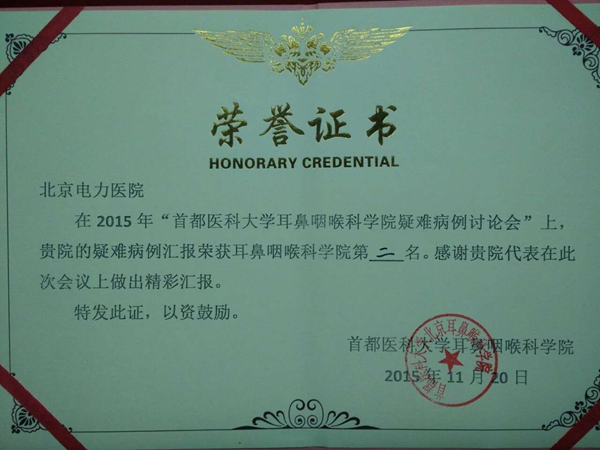 荣誉证书
HONORARY CREDENTIAL
北京电力医院
在 2015 年“首都医科大学耳鼻咽喉科学院疑难病例讨论会”上，
贵院的疑难病例汇报荣获耳鼻咽喉科学院第 二 名。感谢贵院代表在此
次会议上做出精彩汇报。
特发此证，以资鼓励。
首都医科大学耳鼻咽喉科学院
2015 年 11 月 20 日